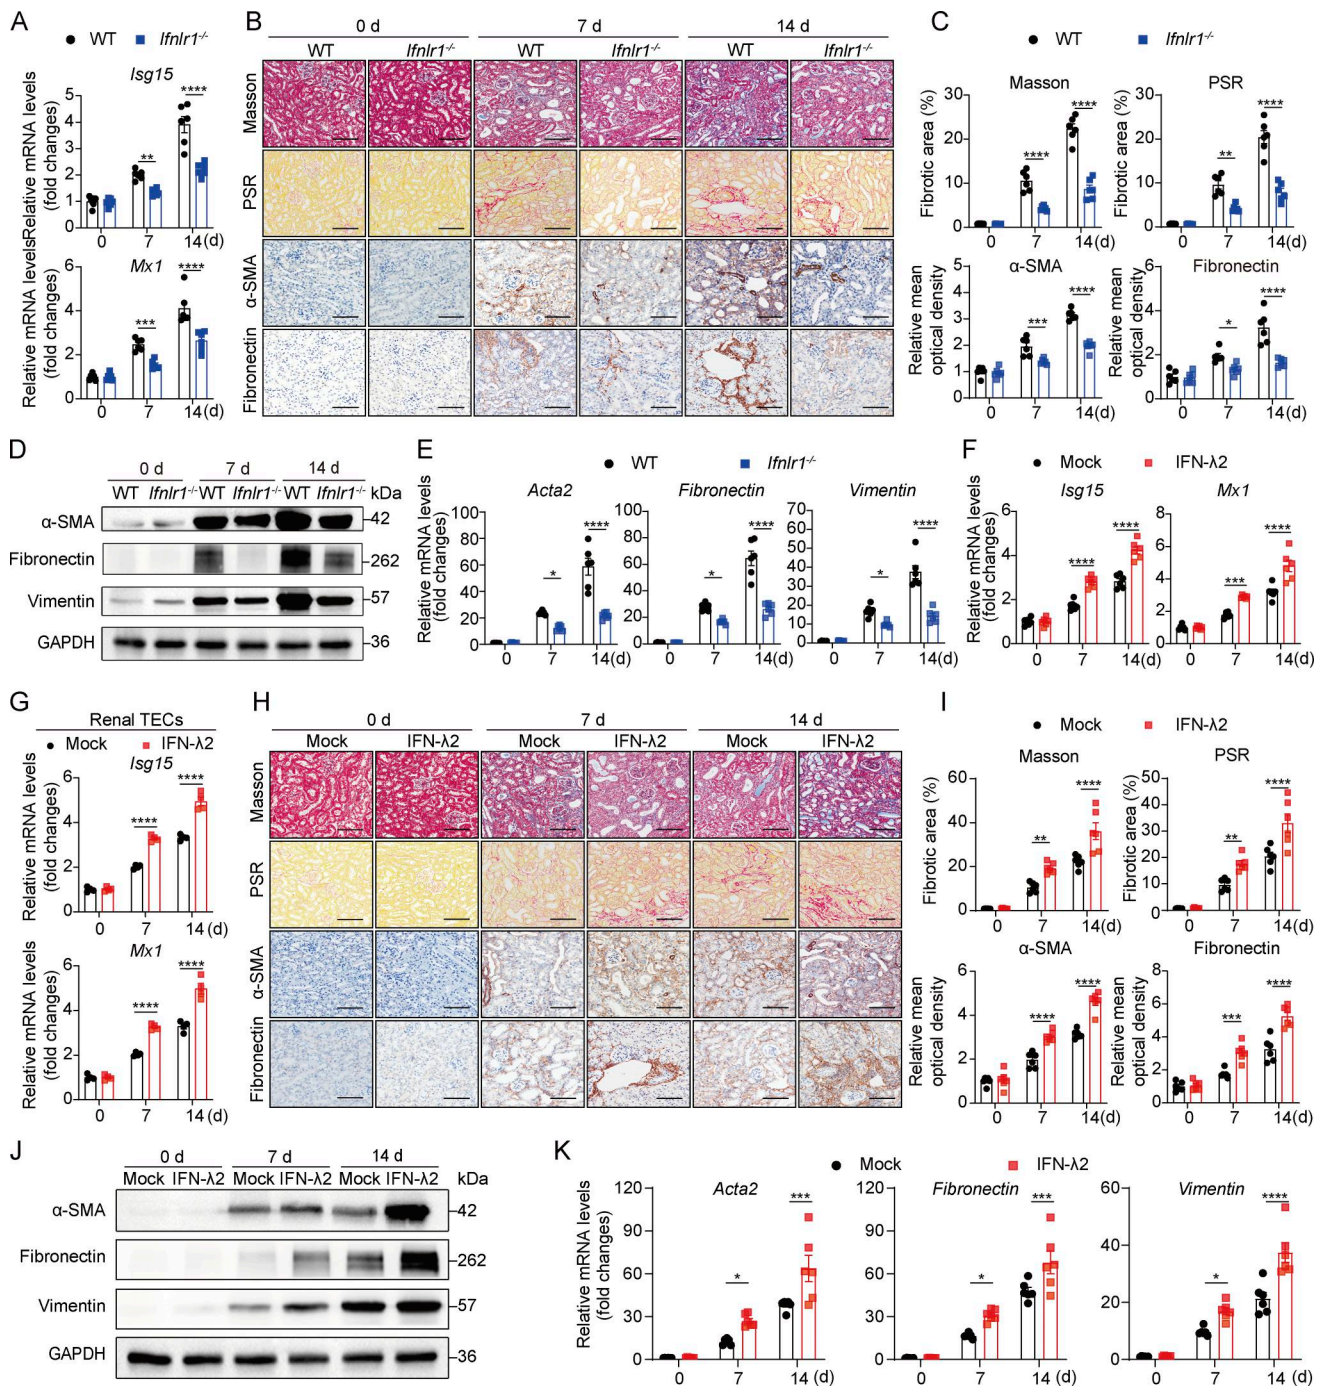 A
WT Ifnlr1-/-
Isg15
Relative mRNA levels
(fold changes)
5
4
3
2
1
0
**
****
0 7 14 (d)
Mx1
Relative mRNA levels
(fold changes)
6
4
2
0
***
****
0 7 14 (d)
B
0 d 7 d 14 d
WT Ifnlr1-/- WT Ifnlr1-/- WT Ifnlr1-/-
Masson
PSR
α-SMA
Fibronectin
C
WT Ifnlr1-/-
Masson
Fibrotic area (%)
30
20
10
0
****
****
0 7 14
PSR
Fibrotic area (%)
30
20
10
0
**
****
0 7 14 (d)
α-SMA
Relative mean
optical density
5
4
3
2
1
0
***
****
0 7 14
Fibronectin
Relative mean
optical density
6
4
2
0
*
****
0 7 14 (d)
D
0 d 7 d 14 d
WT Ifnlr1-/- WT Ifnlr1-/- WT Ifnlr1-/- kDa
α-SMA 42
Fibronectin 262
Vimentin 57
GAPDH 36
E
WT Ifnlr1-/-
Relative mRNA levels
(fold changes)
Acta2
100
80
60
40
20
0
*
****
0 7 14
Fibronectin
100
80
60
40
20
0
*
****
0 7 14
Vimentin
70
60
50
40
30
20
10
0
*
****
0 7 14 (d)
F
Mock IFN-λ2
Relative mRNA levels
(fold changes)
Isg15
6
4
2
0
****
****
0 7 14
Mx1
8
6
4
2
0
***
****
0 7 14 (d)
G
Renal TECs
Mock IFN-λ2
Isg15
Relative mRNA levels
(fold changes)
6
4
2
0
****
****
0 7 14
Mx1
Relative mRNA levels
(fold changes)
6
4
2
0
****
****
0 7 14 (d)
H
0 d 7 d 14 d
Mock IFN-λ2 Mock IFN-λ2 Mock IFN-λ2
Masson
PSR
α-SMA
Fibronectin
I
Mock IFN-λ2
Masson
Fibrotic area (%)
60
40
20
0
**
****
0 7 14
PSR
Fibrotic area (%)
50
40
30
20
10
0
**
****
0 7 14 (d)
α-SMA
Relative mean
optical density
6
4
2
0
****
****
0 7 14
Fibronectin
Relative mean
optical density
8
6
4
2
0
***
****
0 7 14 (d)
J
0 d 7 d 14 d
Mock IFN-λ2 Mock IFN-λ2 Mock IFN-λ2 kDa
α-SMA 42
Fibronectin 262
Vimentin 57
GAPDH 36
K
Mock IFN-λ2
Relative mRNA levels
(fold changes)
Acta2
120
90
60
30
0
*
***
0 7 14 (d)
Fibronectin
120
90
60
30
0
*
***
0 7 14 (d)
Vimentin
60
40
20
0
*
****
0 7 14 (d)